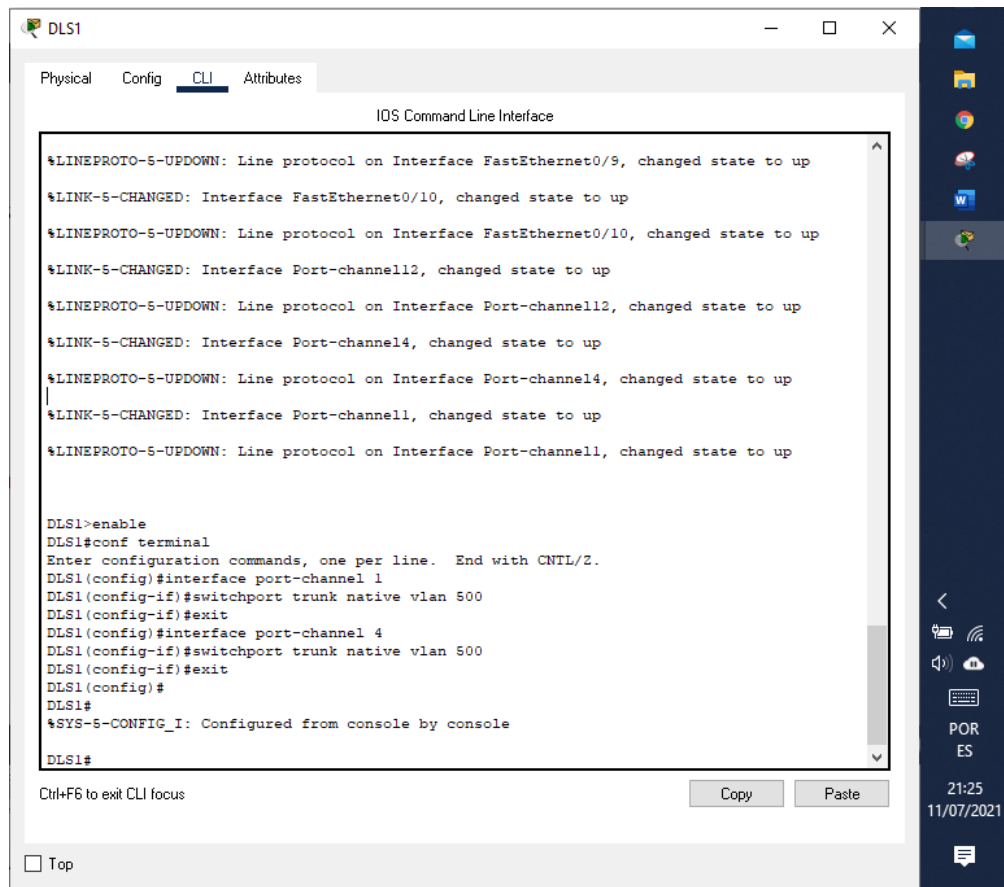 DLS1
Physical Config CLI Attributes
IOS Command Line Interface
%LINEPROTO-5-UPDOWN: Line protocol on Interface FastEthernet0/9, changed state to up
%LINK-5-CHANGED: Interface FastEthernet0/10, changed state to up
%LINEPROTO-5-UPDOWN: Line protocol on Interface FastEthernet0/10, changed state to up
%LINK-5-CHANGED: Interface Port-channel12, changed state to up
%LINEPROTO-5-UPDOWN: Line protocol on Interface Port-channel12, changed state to up
%LINK-5-CHANGED: Interface Port-channel4, changed state to up
%LINEPROTO-5-UPDOWN: Line protocol on Interface Port-channel4, changed state to up
%LINK-5-CHANGED: Interface Port-channel1, changed state to up
%LINEPROTO-5-UPDOWN: Line protocol on Interface Port-channel1, changed state to up
DLS1>enable
DLS1#conf terminal
Enter configuration commands, one per line. End with CNTL/Z.
DLS1(config)#interface port-channel 1
DLS1(config-if)#switchport trunk native vlan 500
DLS1(config-if)#exit
DLS1(config)#interface port-channel 4
DLS1(config-if)#switchport trunk native vlan 500
DLS1(config-if)#exit
DLS1(config)#
DLS1#
%SYS-5-CONFIG_I: Configured from console by console
DLS1#
Ctrl+F6 to exit CLI focus
Copy Paste
Top
W
POR
ES
21:25
11/07/2021